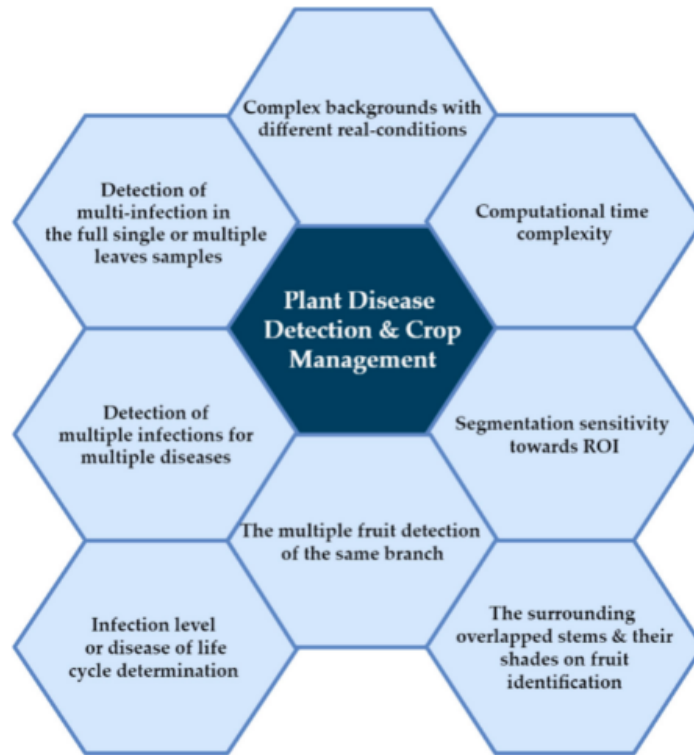 Complex backgrounds with
different real-conditions
Detection of
multi-infection in
the full single or multiple
leaves samples
Computational time
complexity
Plant Disease
Detection & Crop
Management
Detection of
multiple infections for
multiple diseases
Segmentation sensitivity
towards ROI
The multiple fruit detection
of the same branch
Infection level
or disease of life
cycle determination
The surrounding
overlapped stems & their
shades on fruit
identification